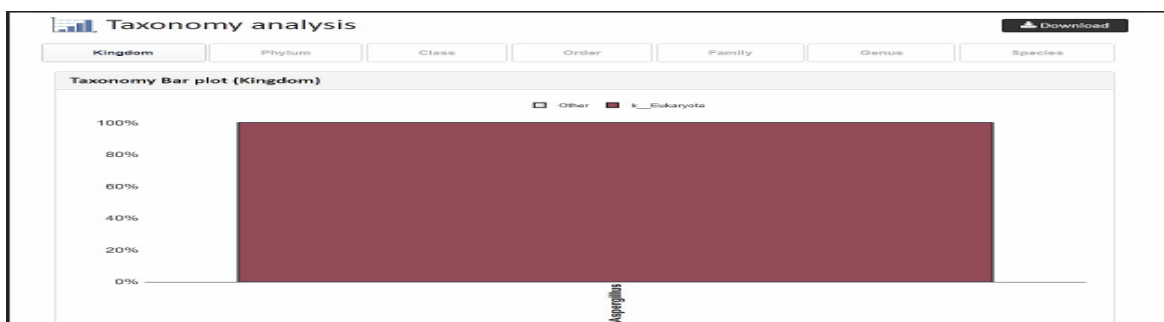 Taxonomy analysis
Download
Kingdom Phylum Class Order Family Genus Species
Taxonomy Bar plot (Kingdom)
Other k__Eukaryota
100%
80%
60%
40%
20%
0%
Aspergillus